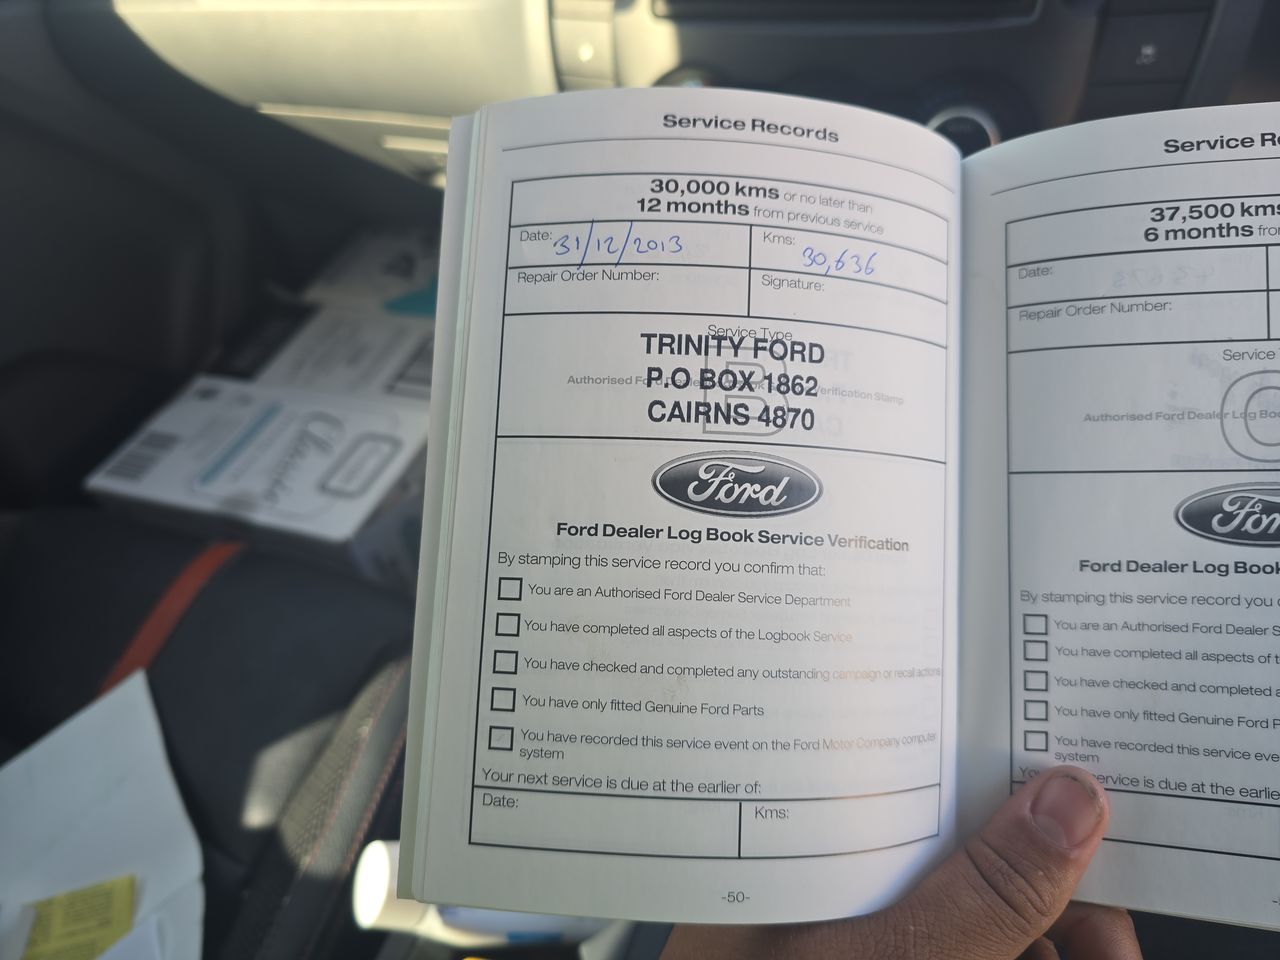 Service Records
30,000 kms or no later than
12 months from previous service
Date: 31/12/2013
Kms: 30,636
Repair Order Number:
Signature:
Service Type
B
TRINITY FORD
P.O BOX 1862
CAIRNS 4870
Authorised Ford Verification Stamp
Ford
Ford Dealer Log Book Service Verification
By stamping this service record you confirm that:
You are an Authorised Ford Dealer Service Department
You have completed all aspects of the Logbook Service
You have checked and completed any outstanding campaign or recall actions
You have only fitted Genuine Ford Parts
You have recorded this service event on the Ford Motor Company computer
system
Your next service is due at the earlier of:
Date:
Kms:
-50-
Service
37,500 kms
6 months
Date:
Repair Order Number:
Service
Authorised Ford Dealer Log
Ford Dealer Log Book
By stamping this service record you
You are an Authorised Ford Dealer
You have completed all aspects of
You have checked and completed
You have only fitted Genuine Ford
You have recorded this service
system
service is due at the